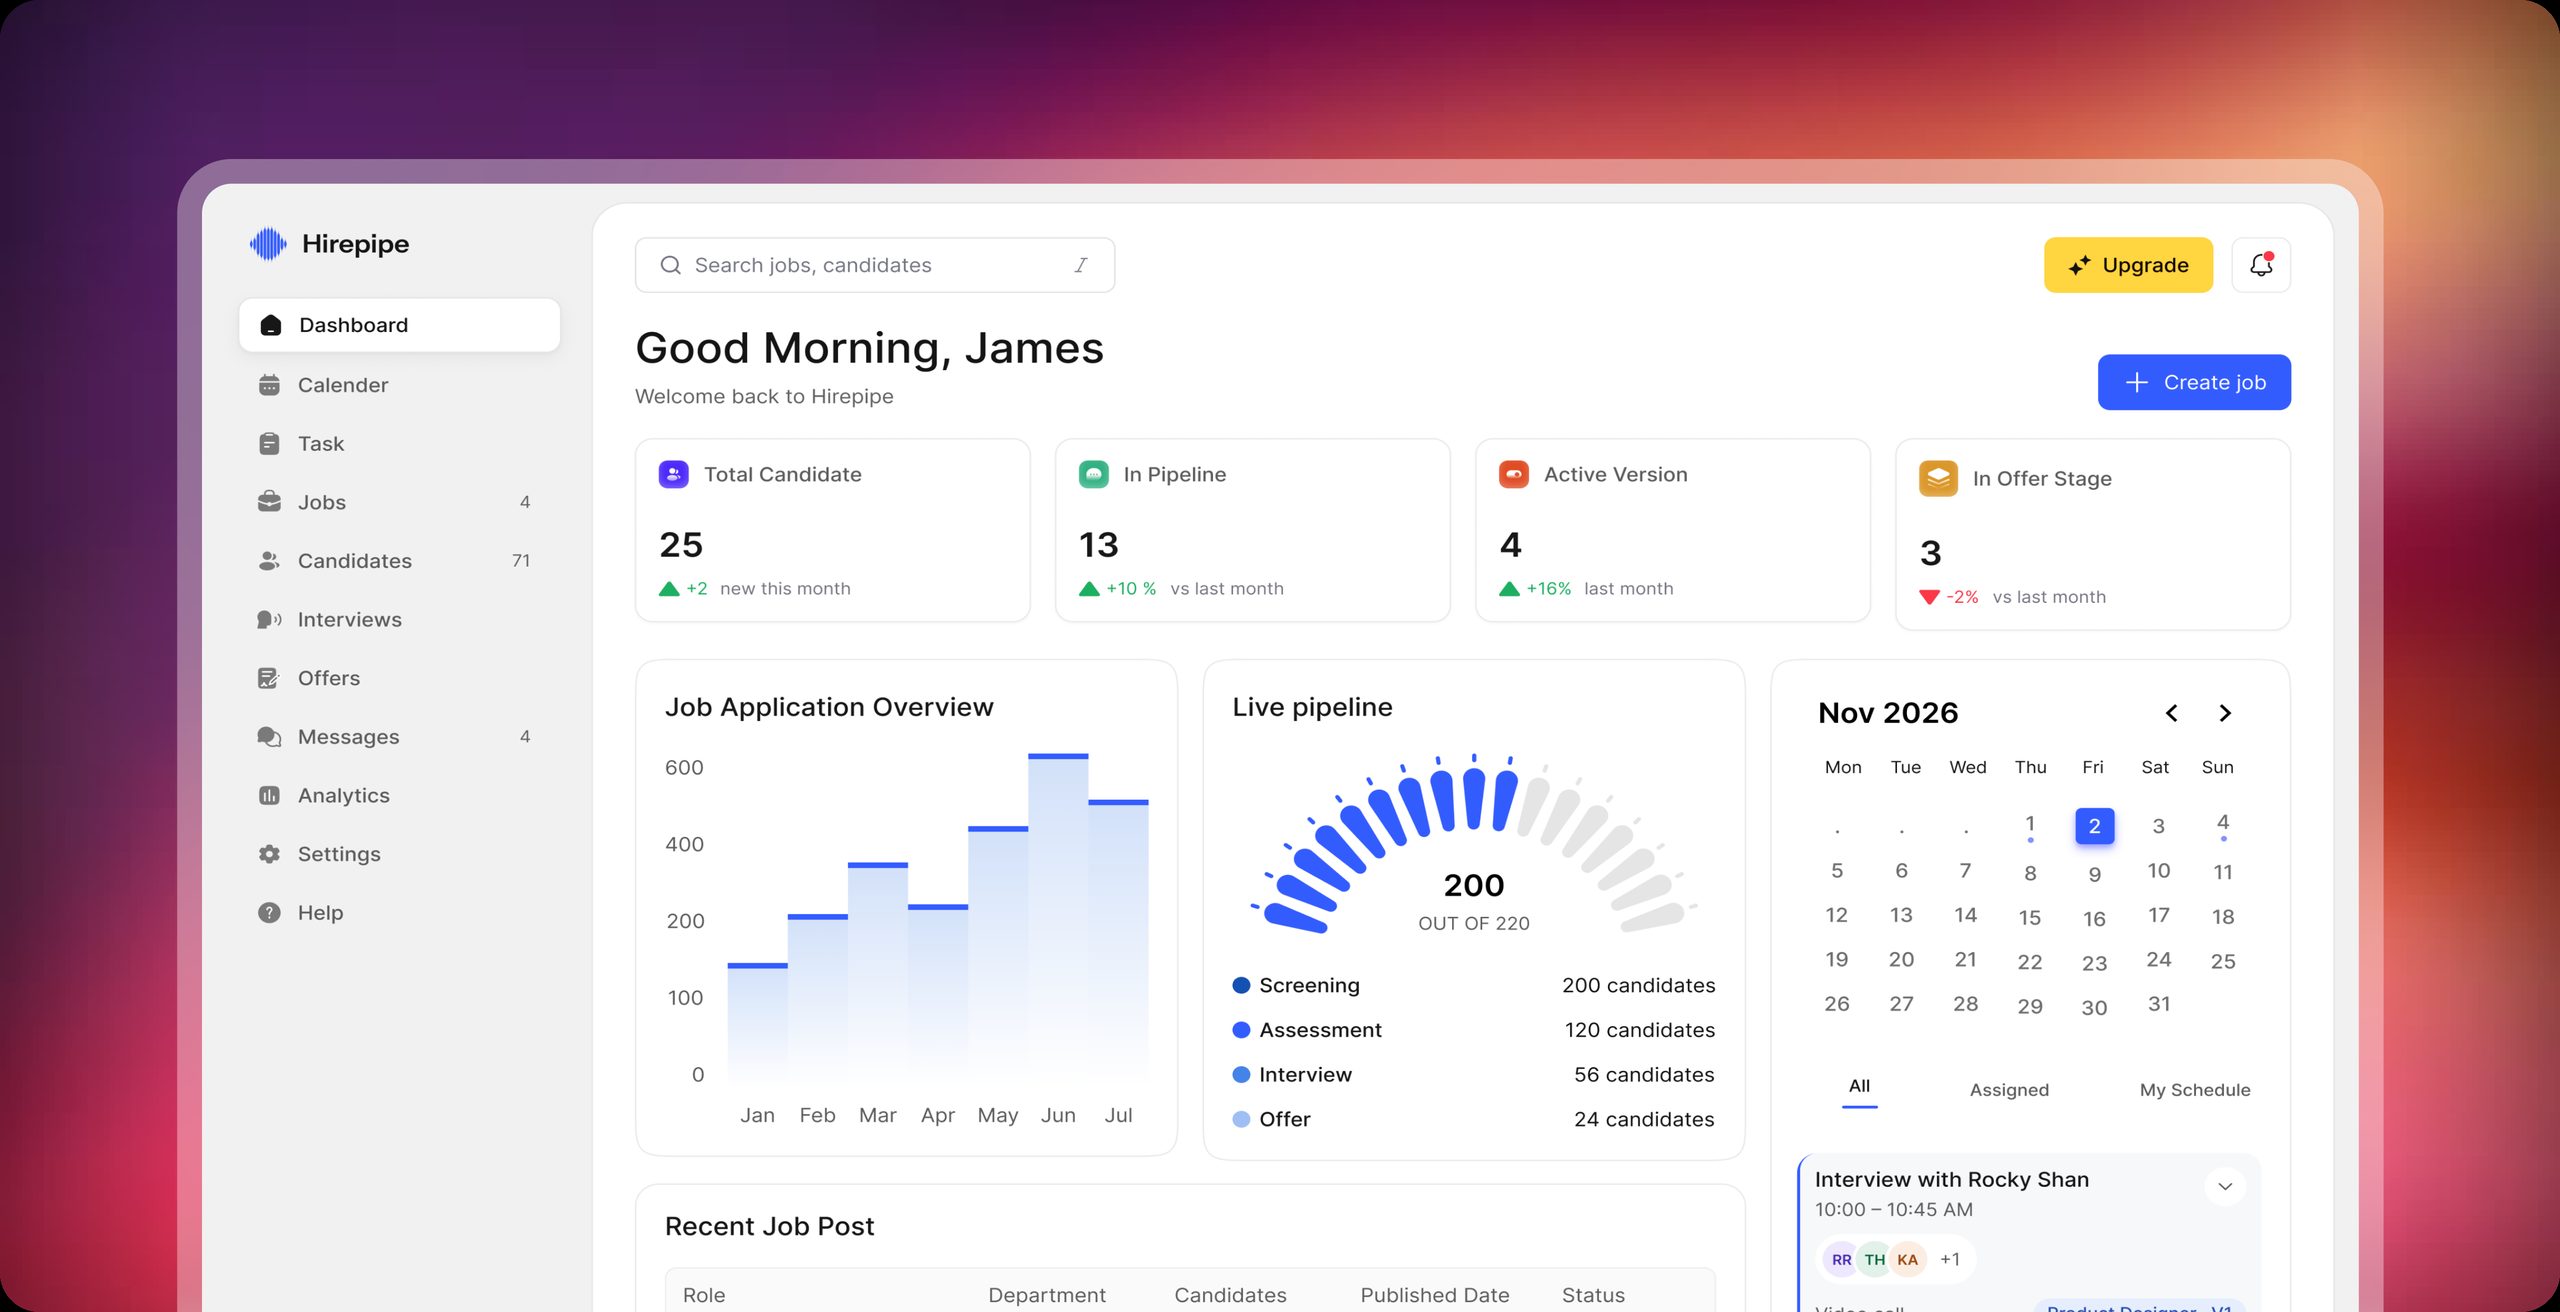 Hirepipe
Dashboard
Calender
Task
Jobs 4
Candidates 71
Interviews
Offers
Messages 4
Analytics
Settings
Help
Search jobs, candidates /
Upgrade
Good Morning, James
Welcome back to Hirepipe
Create job
Total Candidate
25
+2 new this month
In Pipeline
13
+10 % vs last month
Active Version
4
+16% last month
In Offer Stage
3
-2% vs last month
Job Application Overview
600
400
200
100
0
Jan Feb Mar Apr May Jun Jul
Live pipeline
200
OUT OF 220
Screening 200 candidates
Assessment 120 candidates
Interview 56 candidates
Offer 24 candidates
Nov 2026
Mon Tue Wed Thu Fri Sat Sun
. . . 1 2 3 4
5 6 7 8 9 10 11
12 13 14 15 16 17 18
19 20 21 22 23 24 25
26 27 28 29 30 31
All Assigned My Schedule
Interview with Rocky Shan
10:00 – 10:45 AM
RR TH KA +1
Video call Product Designer V1
Recent Job Post
Role Department Candidates Published Date Status